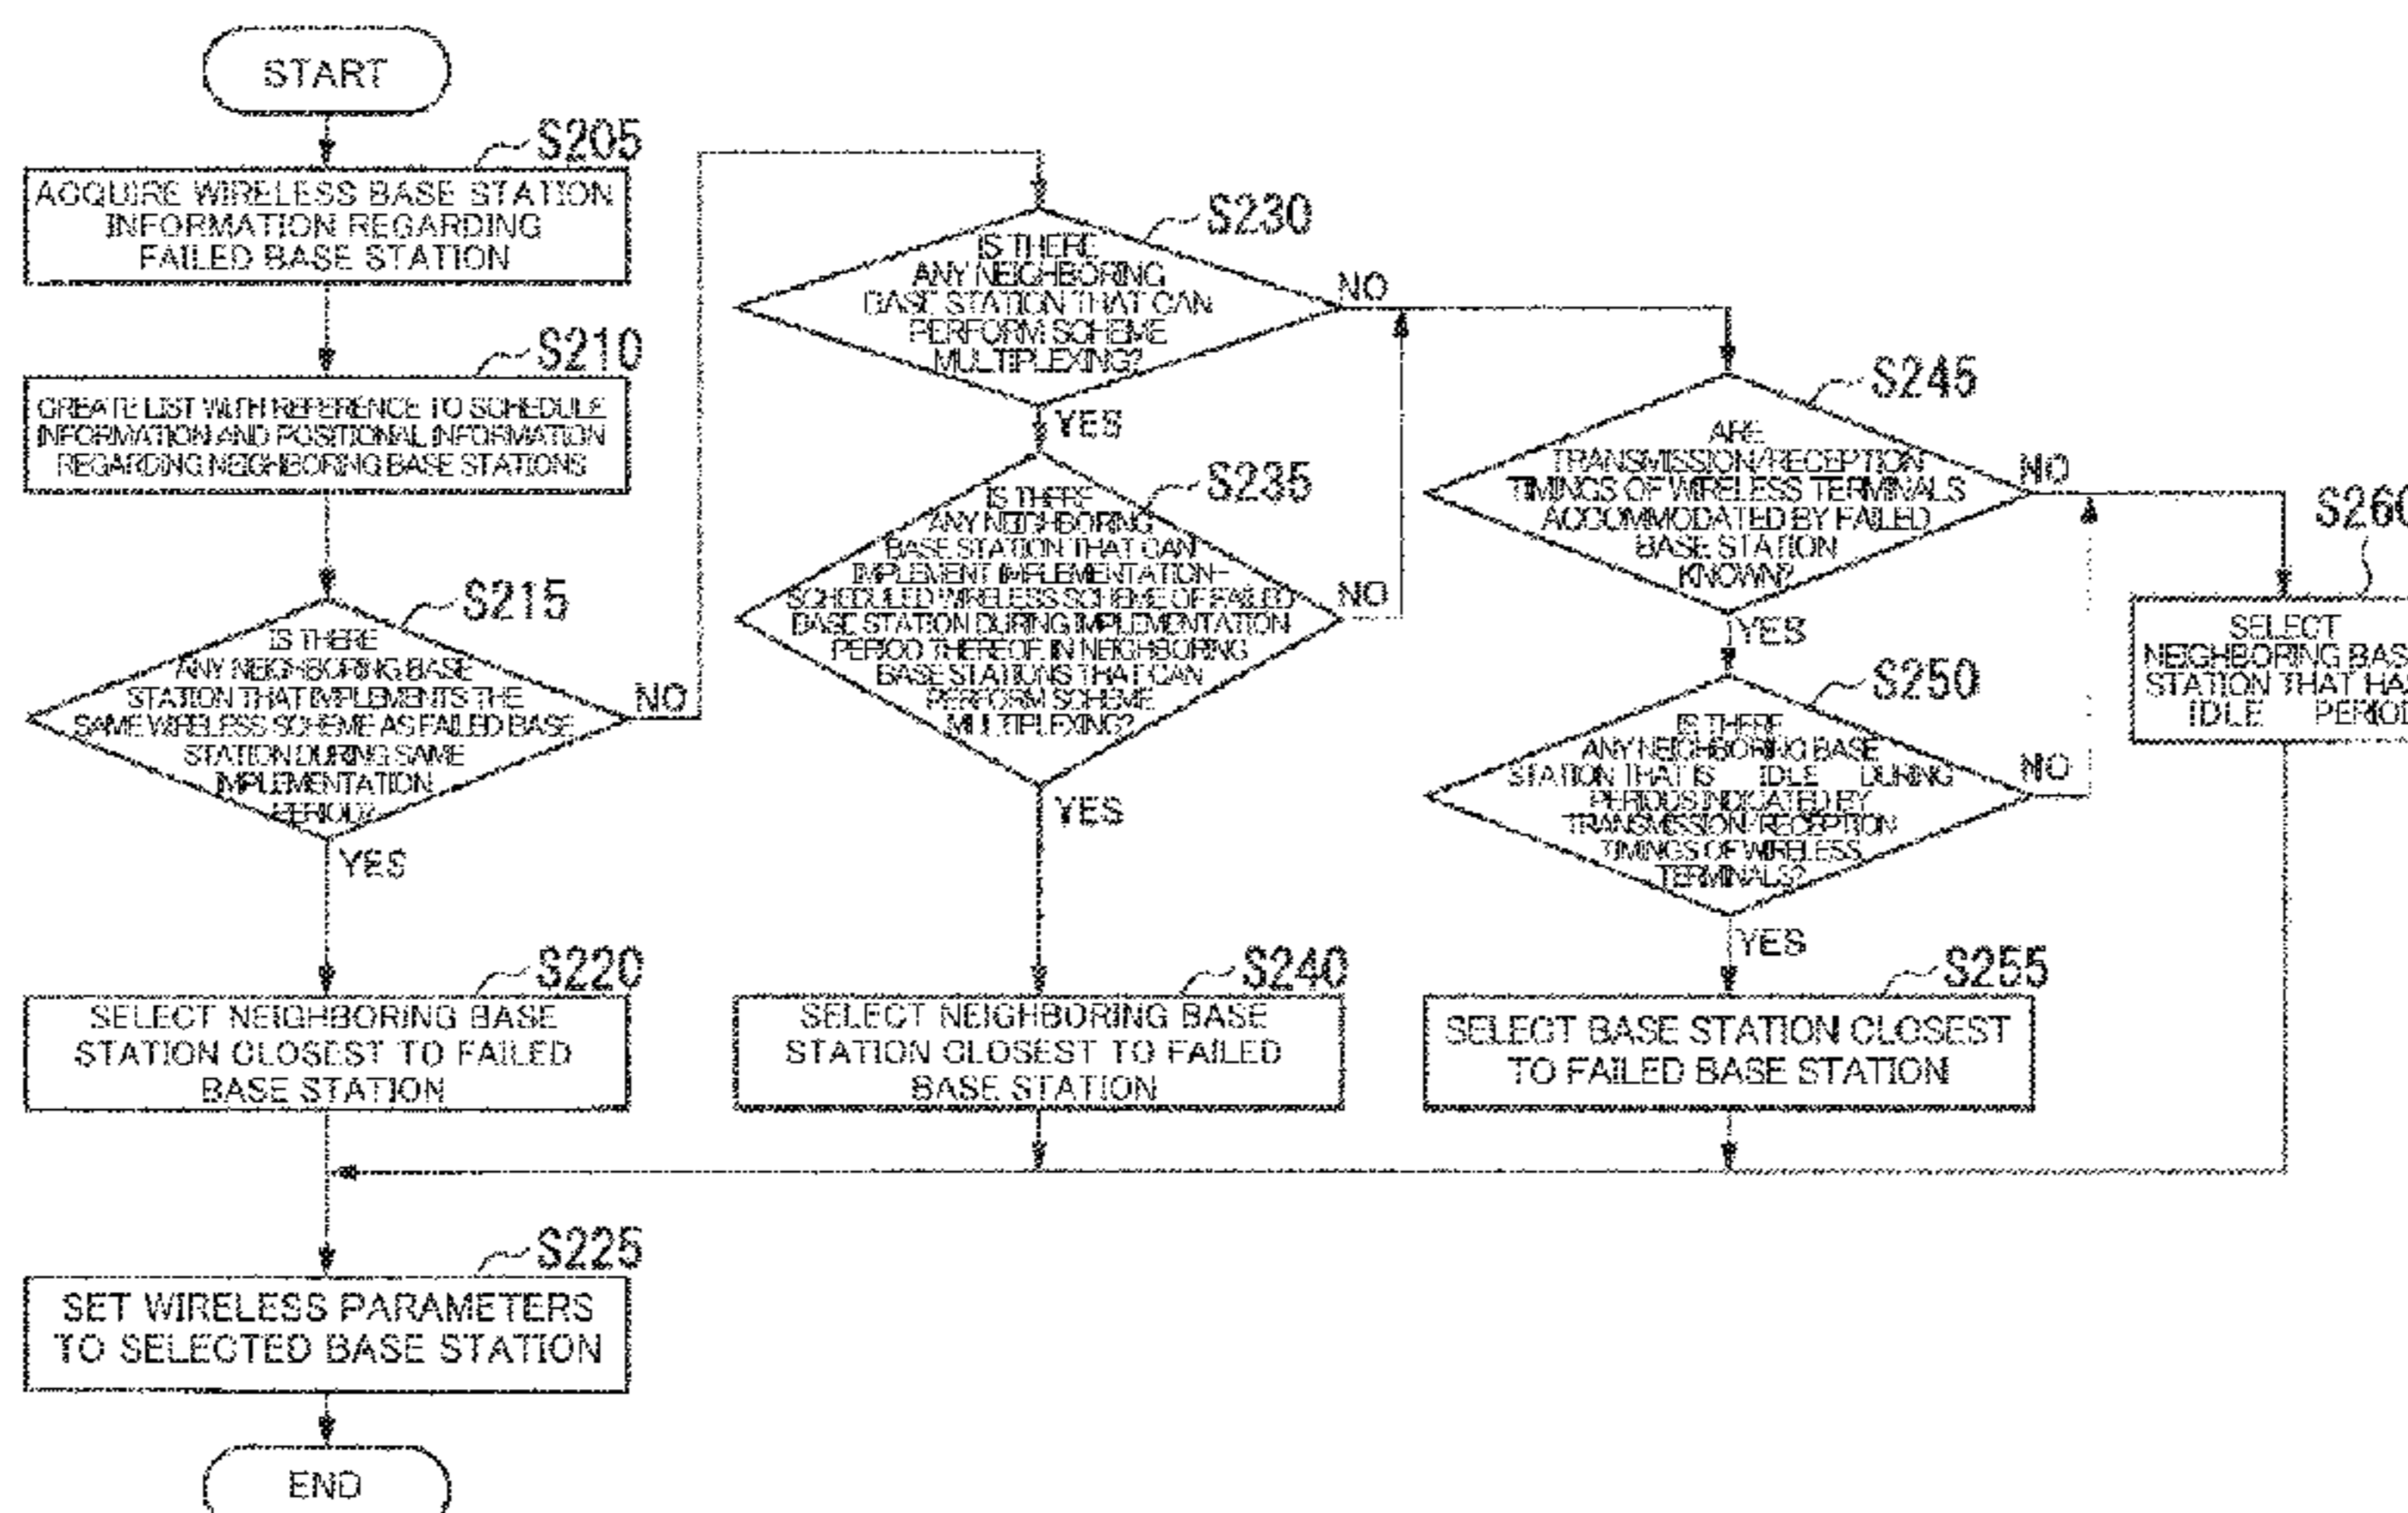 START
S205
ACQUIRE WIRELESS BASE STATION
INFORMATION REGARDING
FAILED BASE STATION
S210
CREATE LIST WITH REFERENCE TO SCHEDULE
INFORMATION AND POSITIONAL INFORMATION
REGARDING NEIGHBORING BASE STATIONS
S215
IS THERE
ANY NEIGHBORING BASE
STATION THAT IMPLEMENTS THE
SAME WIRELESS SCHEME AS FAILED BASE
STATION DURING SAME
IMPLEMENTATION
PERIOD?
NO
YES
S220
SELECT NEIGHBORING BASE
STATION CLOSEST TO FAILED
BASE STATION
S225
SET WIRELESS PARAMETERS
TO SELECTED BASE STATION
END
S230
IS THERE
ANY NEIGHBORING
BASE STATION THAT CAN
PERFORM SCHEME
MULTIPLEXING?
NO
YES
S235
IS THERE
ANY NEIGHBORING
BASE STATION THAT CAN
IMPLEMENT IMPLEMENTATION-
SCHEDULED WIRELESS SCHEME OF FAILED
BASE STATION DURING IMPLEMENTATION
PERIOD THEREOF, IN NEIGHBORING
BASE STATIONS THAT CAN
PERFORM SCHEME
MULTIPLEXING?
NO
YES
S240
SELECT NEIGHBORING BASE
STATION CLOSEST TO FAILED
BASE STATION
S245
ARE
TRANSMISSION/RECEPTION
TIMINGS OF WIRELESS TERMINALS
ACCOMMODATED BY FAILED
BASE STATION
KNOWN?
NO
YES
S250
IS THERE
ANY NEIGHBORING BASE
STATION THAT IS IDLE DURING
PERIODS INDICATED BY
TRANSMISSION/RECEPTION
TIMINGS OF WIRELESS
TERMINALS?
NO
YES
S255
SELECT BASE STATION CLOSEST
TO FAILED BASE STATION
S260
SELECT
NEIGHBORING BAS
STATION THAT HA
IDLE PERIOD